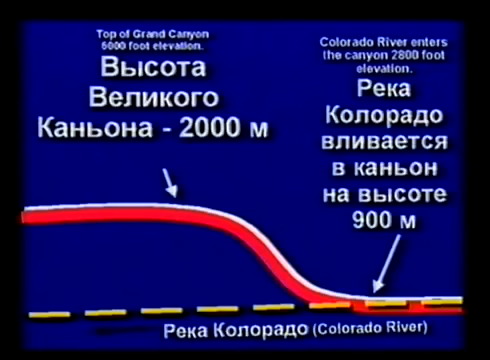 Top of Grand Canyon
6000 foot elevation.
Высота
Великого
Каньона - 2000 м
Colorado River enters
the canyon 2800 foot
elevation.
Река
Колорадо
вливается
в каньон
на высоте
900 м
Река Колорадо (Colorado River)